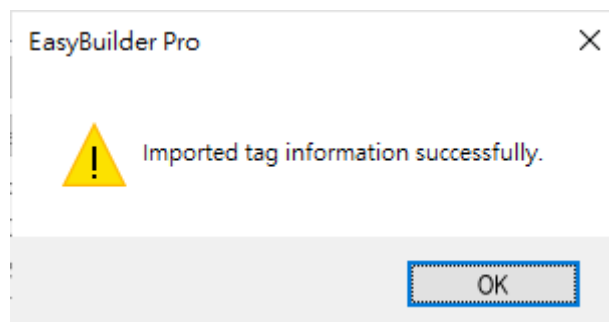 EasyBuilder Pro
Imported tag information successfully.
OK